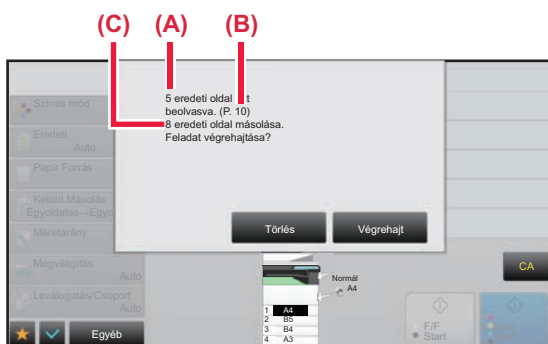 (A)
(B)
(C)
5 eredeti oldal
beolvasva. (P. 10)
8 eredeti oldal másolása.
Feladat végrehajtása?
Törlés
Végrehajt
Színes mód
Eredeti
Auto
Papír Forrás
Kétold.Másolás
Egyoldalas→Egyo
Méretarány
Megvilágítás
Auto
Leválogatás/Csoport
Auto
Egyéb
Normál
A4
1 A4
2 B5
3 B4
4 A3
CA
F/F
Start